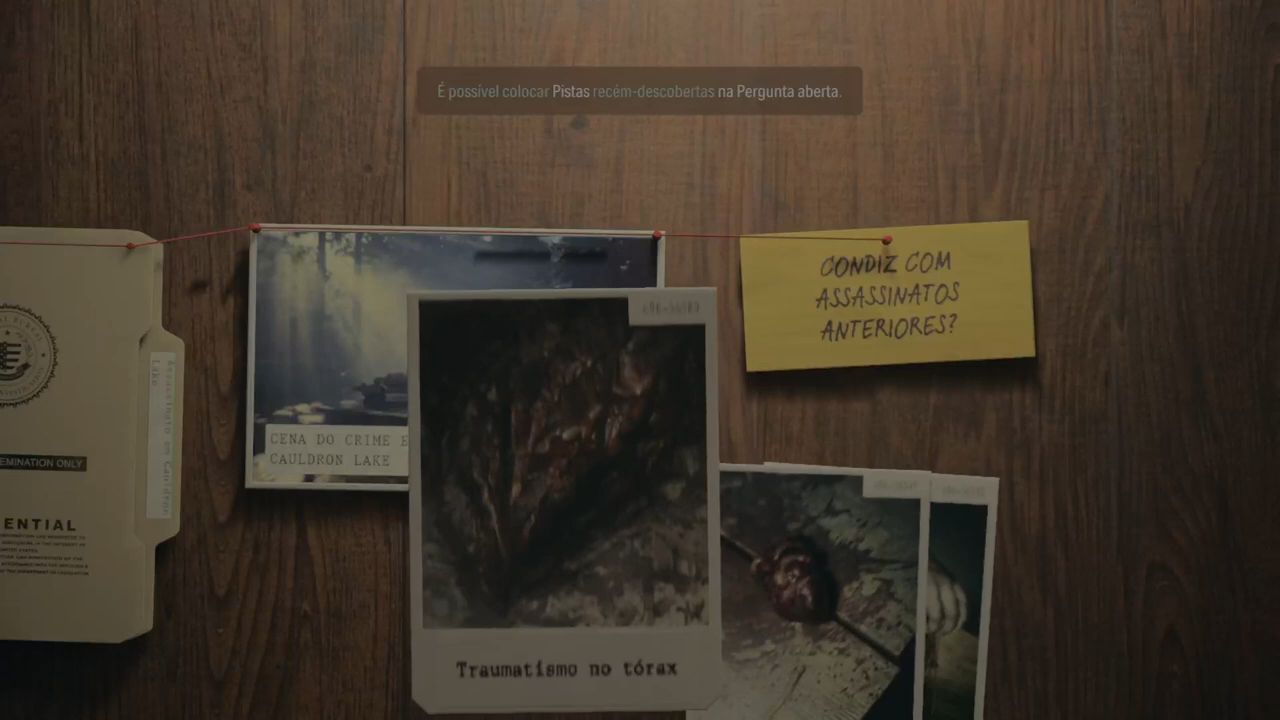 É possível colocar Pistas recém-descobertas na Pergunta aberta.
CONDIZ COM
ASSASSINATOS
ANTERIORES?
CENA DO CRIME E
CAULDRON LAKE
EMINATION ONLY
ENTIAL
Traumatismo no tórax